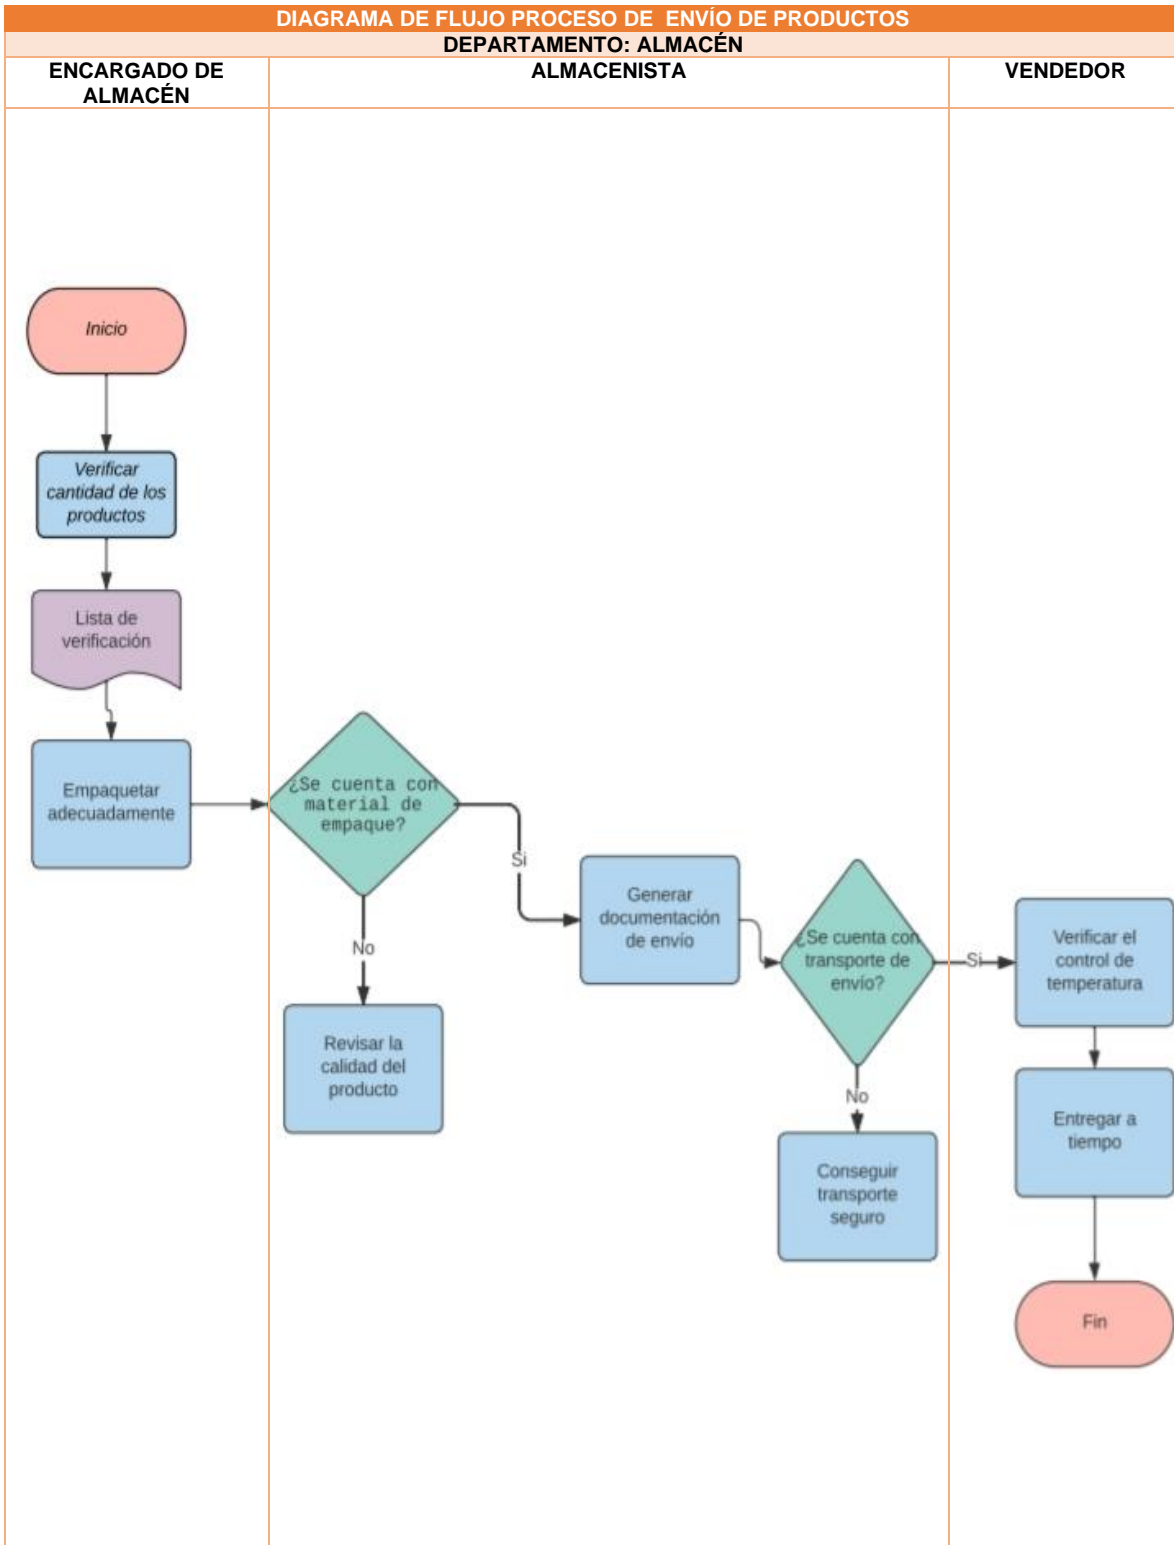 DIAGRAMA DE FLUJO PROCESO DE ENVÍO DE PRODUCTOS
DEPARTAMENTO: ALMACÉN
ENCARGADO DE
ALMACÉN
ALMACENISTA
VENDEDOR
Inicio
Verificar
cantidad de los
productos
Lista de
verificación
Empaquetar
adecuadamente
¿Se cuenta con
material de
empaque?
Si
No
Revisar la
calidad del
producto
Generar
documentación
de envío
¿Se cuenta con
transporte de
envío?
Si
No
Conseguir
transporte
seguro
Verificar el
control de
temperatura
Entregar a
tiempo
Fin